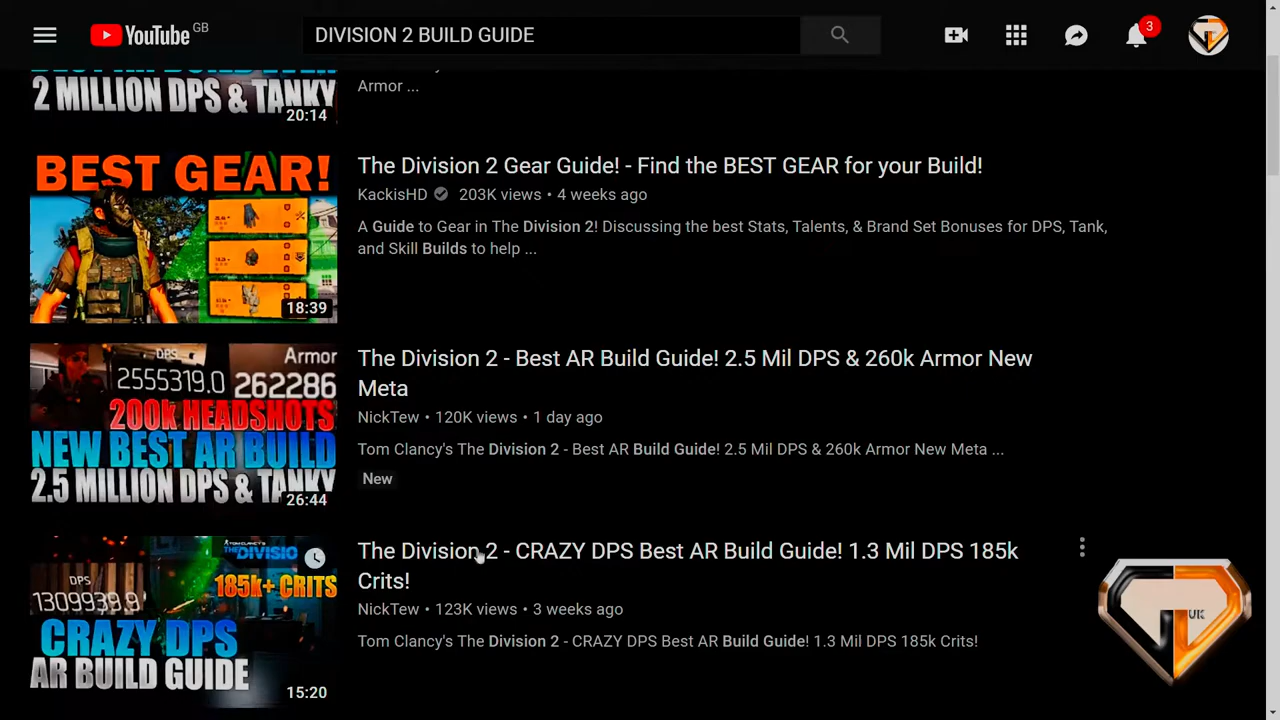 YouTube GB
DIVISION 2 BUILD GUIDE
3
2 MILLION DPS & TANKY
20:14
Armor ...
BEST GEAR!
18:39
The Division 2 Gear Guide! - Find the BEST GEAR for your Build!
KackisHD 203K views • 4 weeks ago
A Guide to Gear in The Division 2! Discussing the best Stats, Talents, & Brand Set Bonuses for DPS, Tank,
and Skill Builds to help ...
DPS
2555319.0
Armor
262286
200k HEADSHOTS
NEW BEST AR BUILD
2.5 MILLION DPS & TANKY
26:44
The Division 2 - Best AR Build Guide! 2.5 Mil DPS & 260k Armor New
Meta
NickTew • 120K views • 1 day ago
Tom Clancy's The Division 2 - Best AR Build Guide! 2.5 Mil DPS & 260k Armor New Meta ...
New
185k+ CRITS
DPS
1309939.9
CRAZY DPS
AR BUILD GUIDE
15:20
The Division 2 - CRAZY DPS Best AR Build Guide! 1.3 Mil DPS 185k
Crits!
NickTew • 123K views • 3 weeks ago
Tom Clancy's The Division 2 - CRAZY DPS Best AR Build Guide! 1.3 Mil DPS 185k Crits!
UK